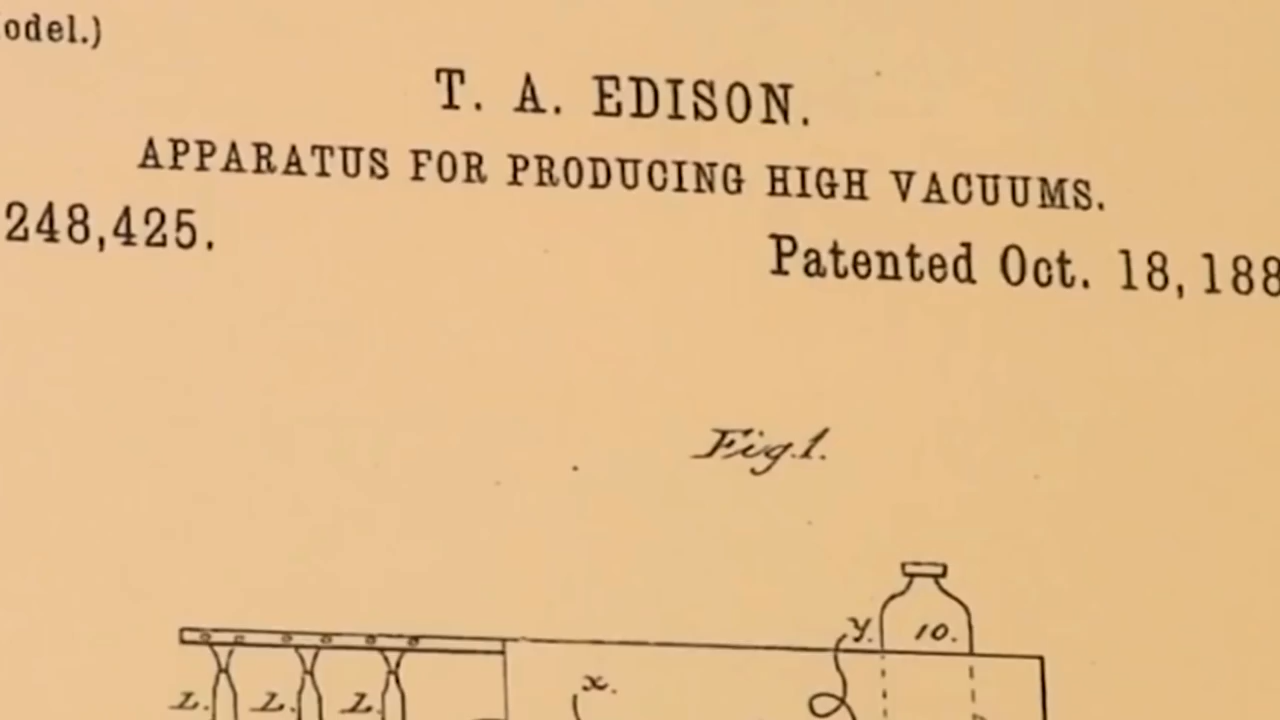 odel.)
T. A. EDISON.
APPARATUS FOR PRODUCING HIGH VACUUMS.
248,425.
Patented Oct. 18, 188
Fig.1.
y. 10.
x.
L. L. L.